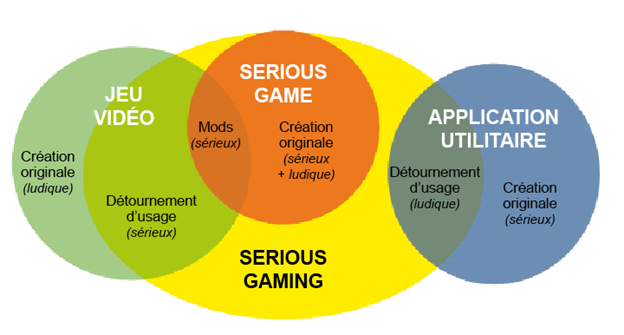 JEU
VIDÉO
Création
originale
(ludique)
Détournement
d'usage
(sérieux)
SERIOUS
GAME
Mods
(sérieux)
Création
originale
(sérieux
+ ludique)
SERIOUS
GAMING
APPLICATION
UTILITAIRE
Détournement
d'usage
(ludique)
Création
originale
(sérieux)